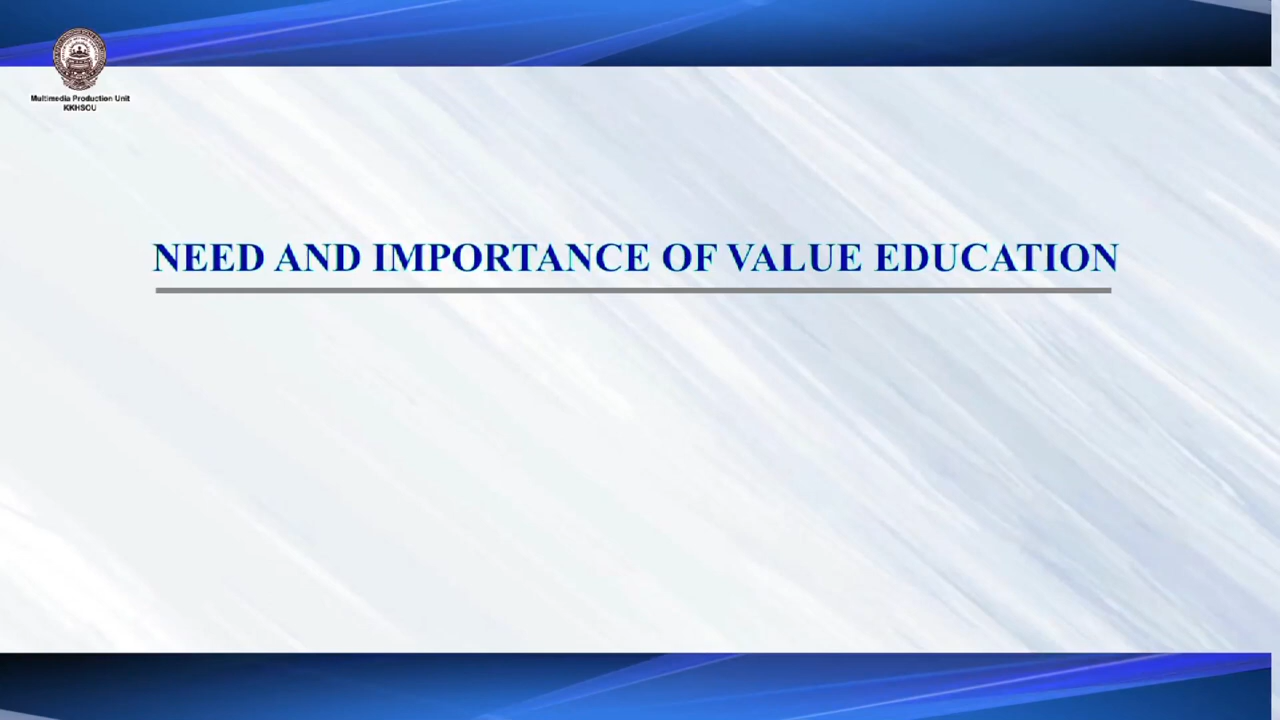 Multimedia Production Unit
KKHSOU
NEED AND IMPORTANCE OF VALUE EDUCATION